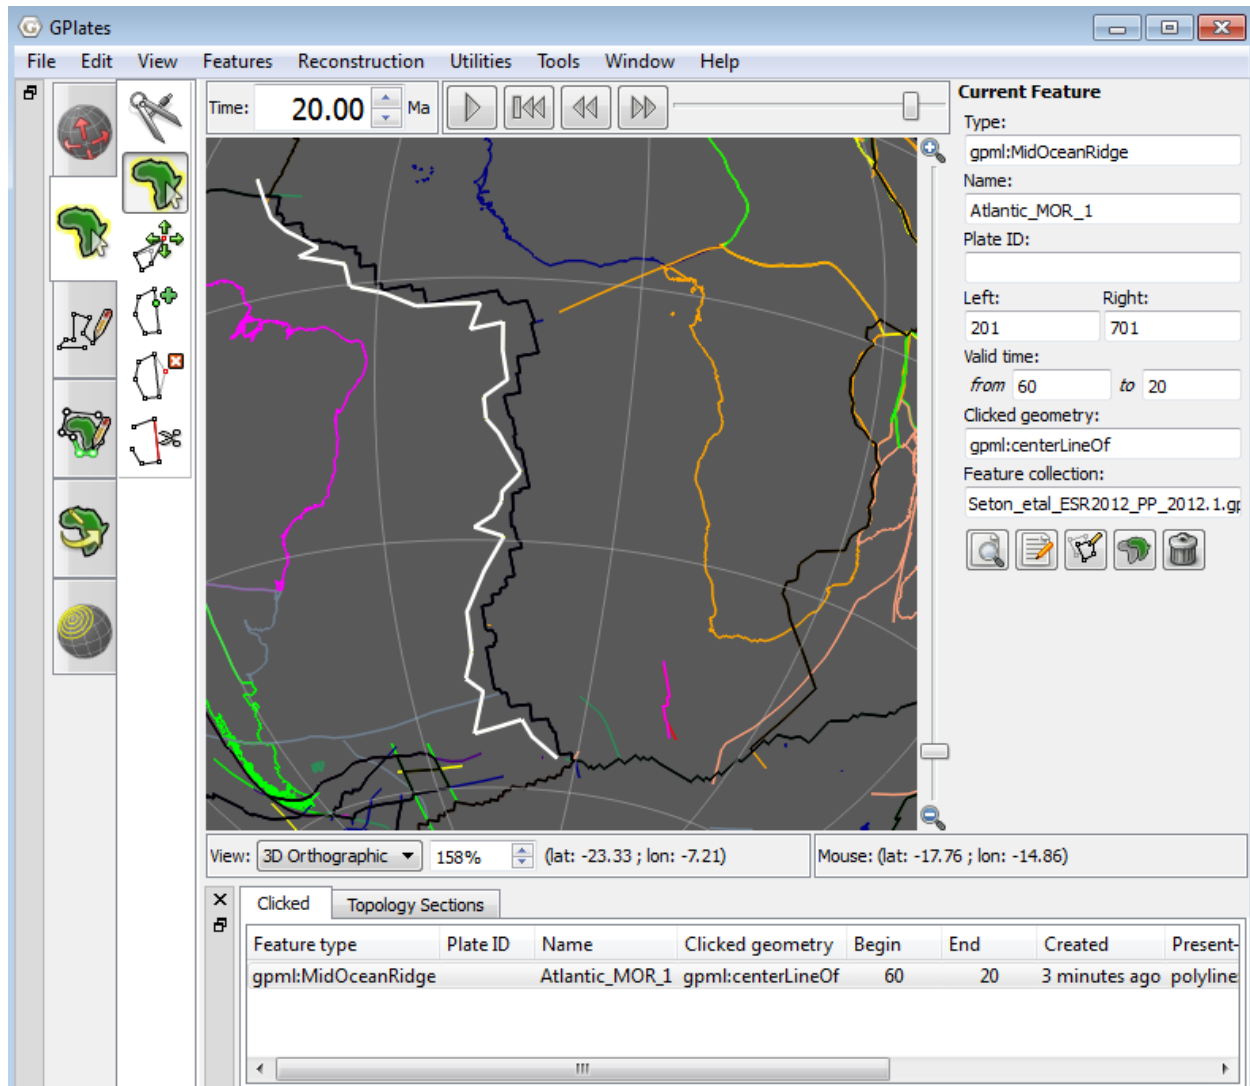 GPlates
File Edit View Features Reconstruction Utilities Tools Window Help
Time: 20.00 Ma
Current Feature
Type:
gpml:MidOceanRidge
Name:
Atlantic_MOR_1
Plate ID:
Left: Right:
201 701
Valid time:
from 60 to 20
Clicked geometry:
gpml:centerLineOf
Feature collection:
Seton_etal_ESR2012_PP_2012.1.gp
View: 3D Orthographic 158% (lat: -23.33 ; lon: -7.21) Mouse: (lat: -17.76 ; lon: -14.86)
Clicked Topology Sections
Feature type Plate ID Name Clicked geometry Begin End Created Present-
gpml:MidOceanRidge Atlantic_MOR_1 gpml:centerLineOf 60 20 3 minutes ago polyline